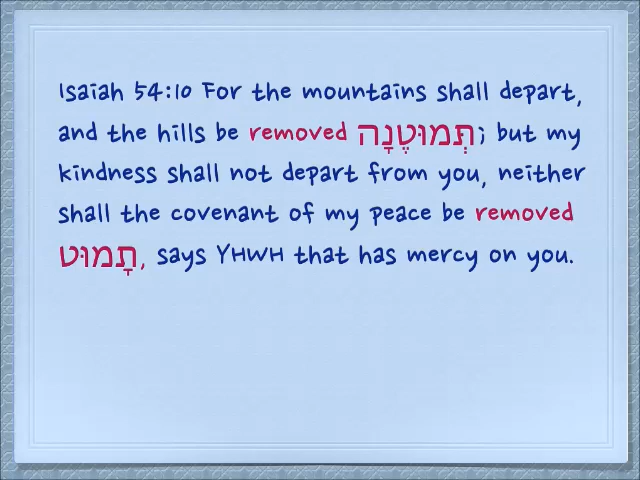 Isaiah 54:10 For the mountains shall depart,
and the hills be removed תְּמוּטֶנָה; but my
kindness shall not depart from you, neither
shall the covenant of my peace be removed
תָמוּט, says YHWH that has mercy on you.